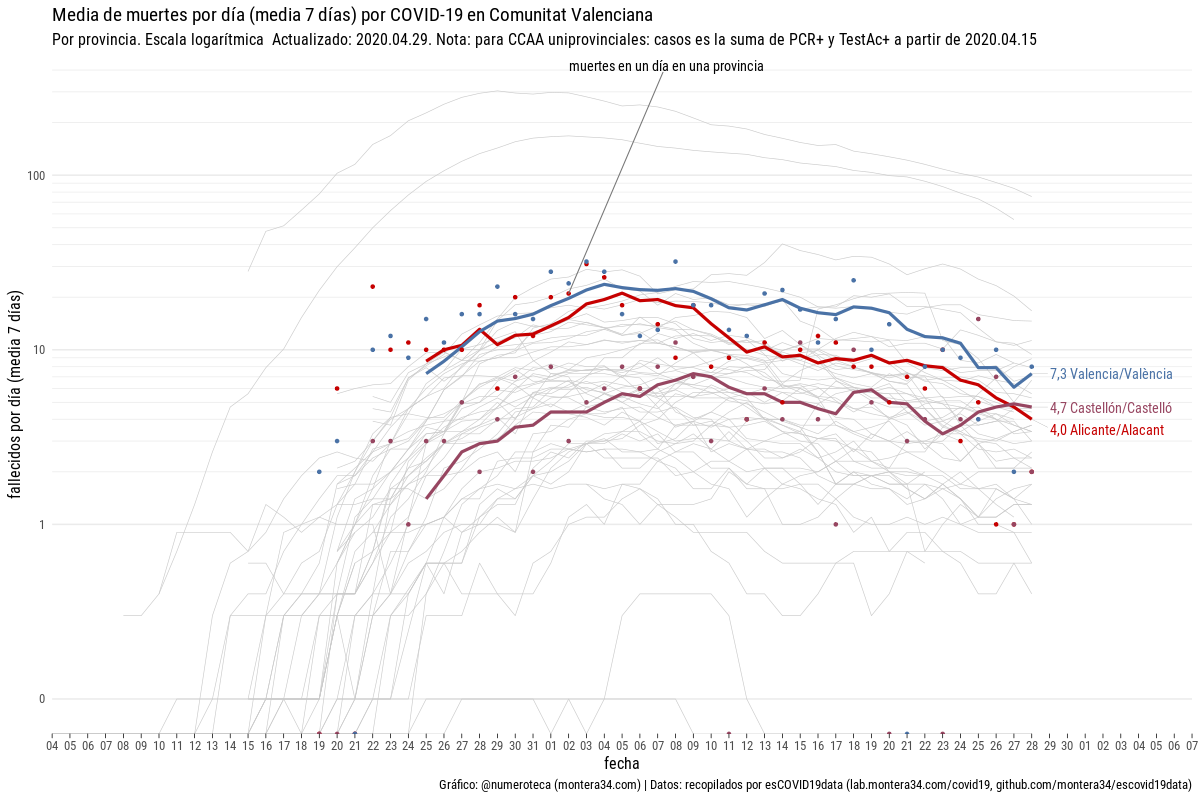 Media de muertes por día (media 7 días) por COVID-19 en Comunitat Valenciana
Por provincia. Escala logarítmica  Actualizado: 2020.04.29. Nota: para CCAA uniprovinciales: casos es la suma de PCR+ y TestAc+ a partir de 2020.04.15
muertes en un día en una provincia
100
10
1
0
fallecidos por día (media 7 días)
7,3 Valencia/València
4,7 Castellón/Castelló
4,0 Alicante/Alacant
04 05 06 07 08 09 10 11 12 13 14 15 16 17 18 19 20 21 22 23 24 25 26 27 28 29 30 31 01 02 03 04 05 06 07 08 09 10 11 12 13 14 15 16 17 18 19 20 21 22 23 24 25 26 27 28 29 30 01 02 03 04 05 06 07
fecha
Gráfico: @numeroteca (montera34.com) | Datos: recopilados por esCOVID19data (lab.montera34.com/covid19, github.com/montera34/escovid19data)